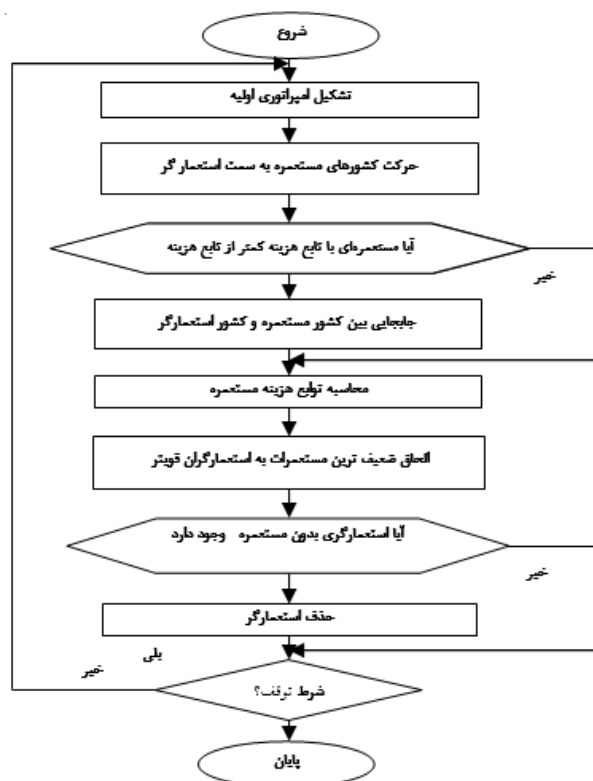 شروع
تشکیل امپراتوری اولیه
حرکت کشورهای مستعمره به سمت استعمار گر
آیا مستعمره‌ای با تابع هزینه کمتر از تابع هزینه
خیر
جابجایی بین کشور مستعمره و کشور استعمارگر
محاسبه توابع هزینه مستعمره
الحاق ضعیف ترین مستعمرات به استعمارگران قویتر
آیا استعمارگری بدون مستعمره وجود دارد
خیر
حذف استعمارگر
بلی
خیر
شرط توقف؟
پایان